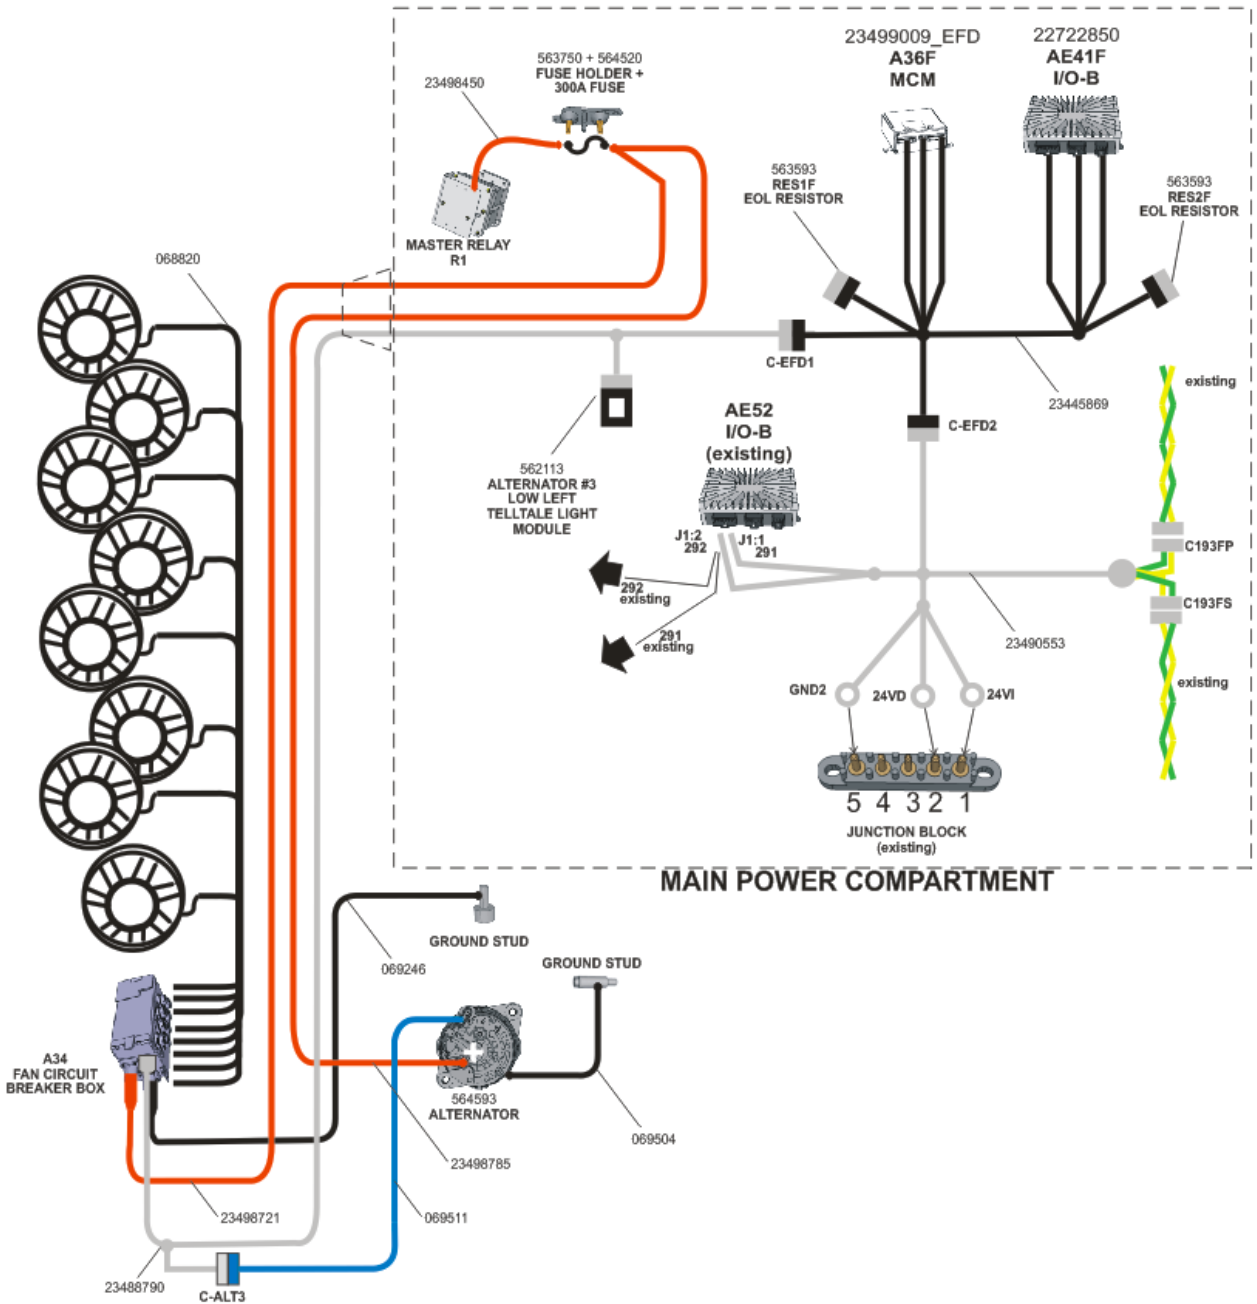 23499009_EFD
A36F
MCM
22722850
AE41F
I/O-B
563750 + 564520
FUSE HOLDER +
300A FUSE
23498450
MASTER RELAY
R1
563593
RES1F
EOL RESISTOR
563593
RES2F
EOL RESISTOR
068820
C-EFD1
23445869
existing
C-EFD2
AE52
I/O-B
(existing)
562113
ALTERNATOR #3
LOW LEFT
TELLTALE LIGHT
MODULE
J1:2
292
J1:1
291
C193FP
292
existing
C193FS
291
existing
23490553
existing
GND2
24VD
24VI
5 4 3 2 1
JUNCTION BLOCK
(existing)
MAIN POWER COMPARTMENT
GROUND STUD
069246
GROUND STUD
A34
FAN CIRCUIT
BREAKER BOX
564593
ALTERNATOR
069504
23498785
23498721
069511
23488790
C-ALT3